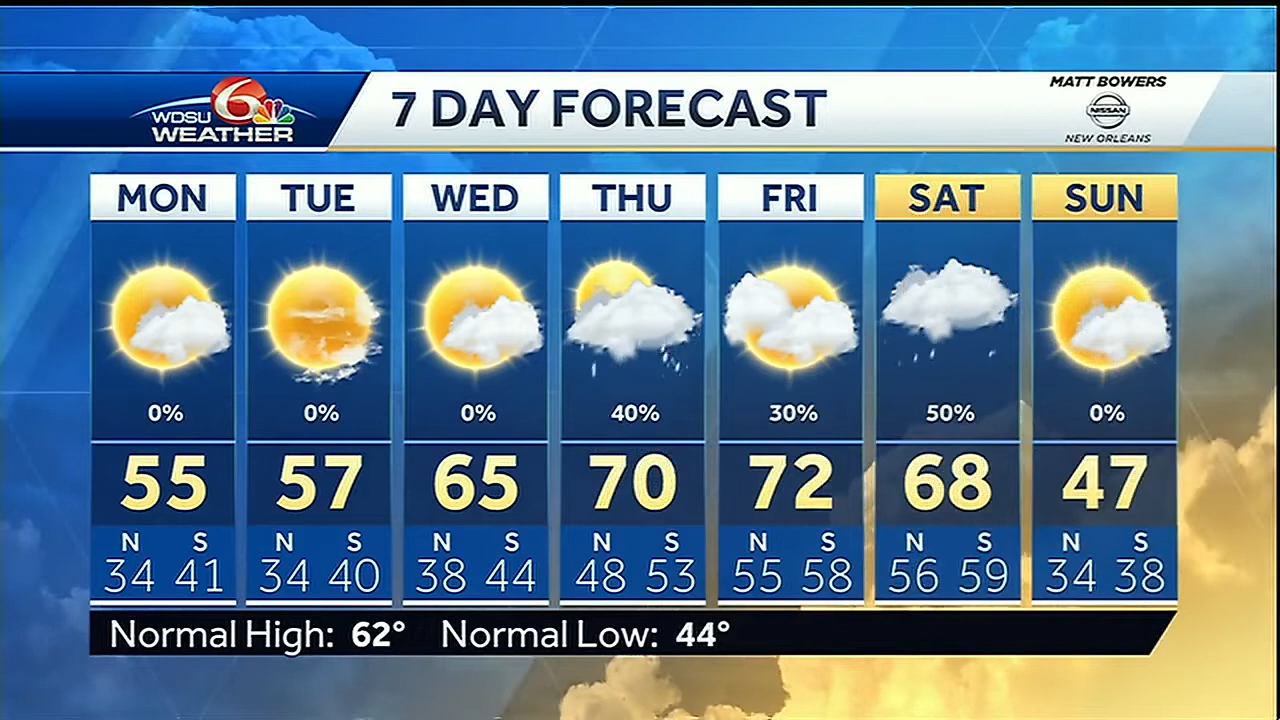 WDSU 6
WEATHER
7 DAY FORECAST
MATT BOWERS
NISSAN
NEW ORLEANS
MON TUE WED THU FRI SAT SUN
0% 0% 0% 40% 30% 50% 0%
55 57 65 70 72 68 47
N S N S N S N S N S N S N S
34 41 34 40 38 44 48 53 55 58 56 59 34 38
Normal High: 62° Normal Low: 44°